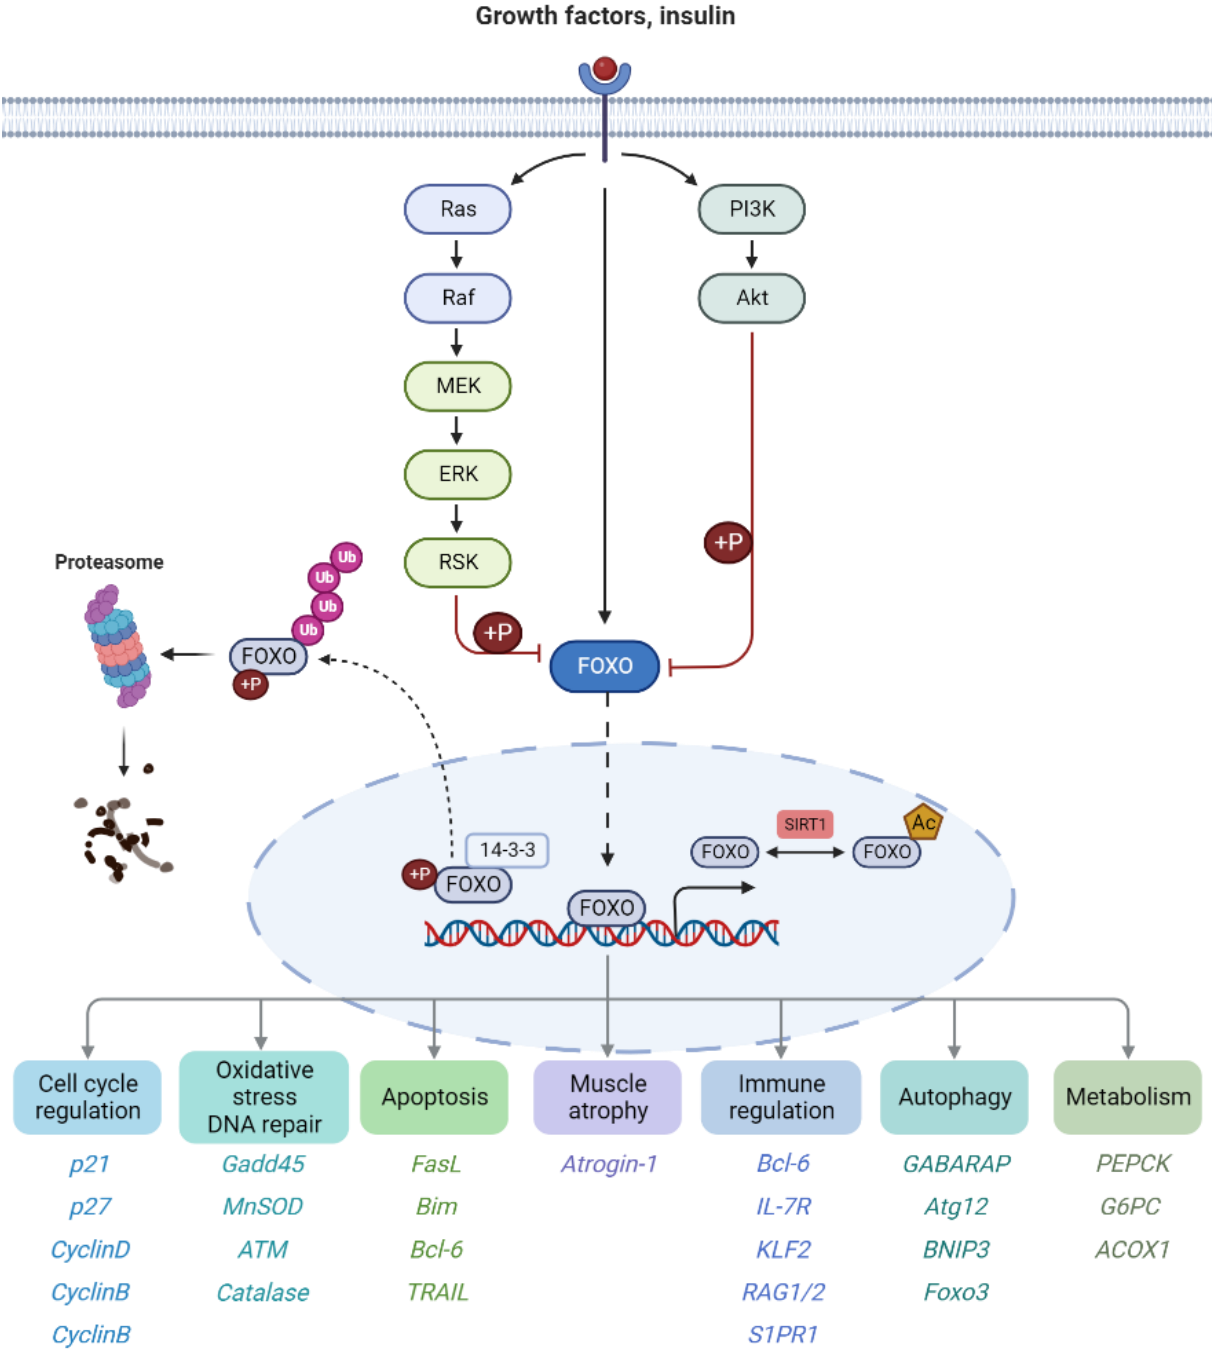 Growth factors, insulin
Ras
PI3K
Raf
Akt
MEK
ERK
+P
RSK
+P
FOXO
Proteasome
Ub
Ub
Ub
Ub
FOXO
+P
SIRT1
Ac
FOXO
FOXO
14-3-3
+P
FOXO
FOXO
Cell cycle
regulation
p21
p27
CyclinD
CyclinB
CyclinB
Oxidative
stress
DNA repair
Gadd45
MnSOD
ATM
Catalase
Apoptosis
FasL
Bim
Bcl-6
TRAIL
Muscle
atrophy
Atrogin-1
Immune
regulation
Bcl-6
IL-7R
KLF2
RAG1/2
S1PR1
Autophagy
GABARAP
Atg12
BNIP3
Foxo3
Metabolism
PEPCK
G6PC
ACOX1